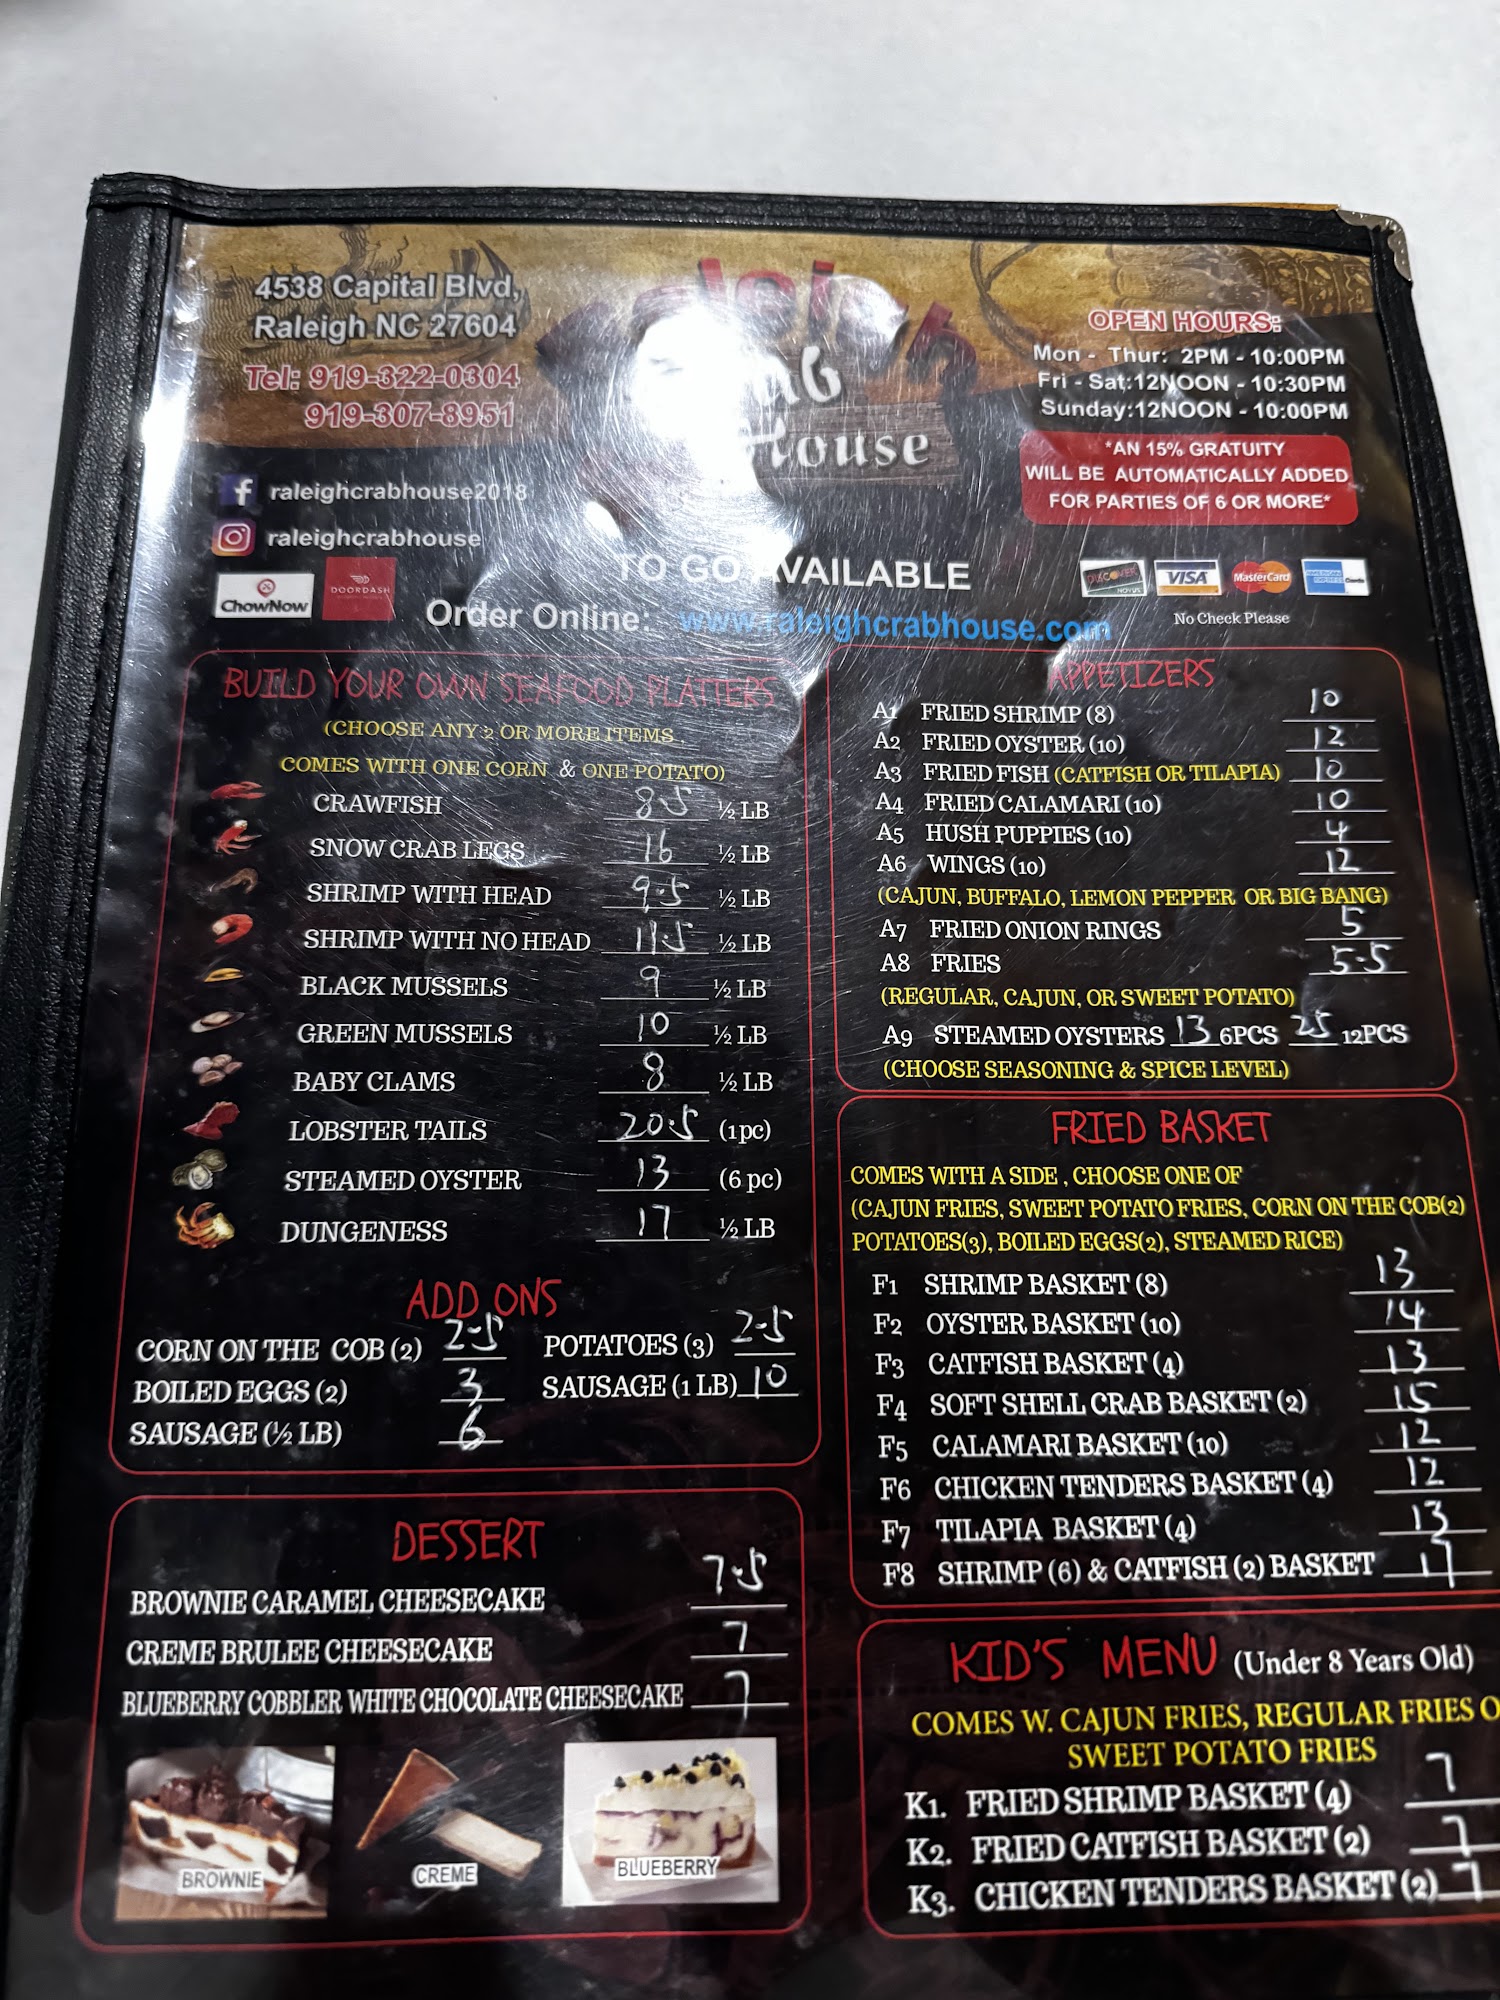 4538 Capital Blvd,
Raleigh NC 27604
Tel: 919-322-0304
919-307-8951
raleighcrabhouse2018
raleighcrabhouse
ChowNow
DOORDASH
House
OPEN HOURS:
Mon - Thur: 2PM - 10:00PM
Fri - Sat:12NOON - 10:30PM
Sunday:12NOON - 10:00PM
*AN 15% GRATUITY
WILL BE AUTOMATICALLY ADDED
FOR PARTIES OF 6 OR MORE*
TO GO AVAILABLE
Order Online: www.raleighcrabhouse.com
DISCOVER VISA MasterCard AMERICAN EXPRESS
No Check Please
BUILD YOUR OWN SEAFOOD PLATTERS
(CHOOSE ANY 2 OR MORE ITEMS
COMES WITH ONE CORN & ONE POTATO)
CRAWFISH 8.5 ½ LB
SNOW CRAB LEGS 16 ½ LB
SHRIMP WITH HEAD 9.5 ½ LB
SHRIMP WITH NO HEAD 11.5 ½ LB
BLACK MUSSELS 9 ½ LB
GREEN MUSSELS 10 ½ LB
BABY CLAMS 8 ½ LB
LOBSTER TAILS 20.5 (1pc)
STEAMED OYSTER 13 (6 pc)
DUNGENESS 17 ½ LB
ADD ONS
CORN ON THE COB (2) 2.5 POTATOES (3) 2.5
BOILED EGGS (2) 3 SAUSAGE (1 LB) 10
SAUSAGE (½ LB) 6
DESSERT
BROWNIE CARAMEL CHEESECAKE 7.5
CREME BRULEE CHEESECAKE 7
BLUEBERRY COBBLER WHITE CHOCOLATE CHEESECAKE 7
BROWNIE
CREME
BLUEBERRY
APPETIZERS
A1 FRIED SHRIMP (8) 10
A2 FRIED OYSTER (10) 12
A3 FRIED FISH (CATFISH OR TILAPIA) 10
A4 FRIED CALAMARI (10) 10
A5 HUSH PUPPIES (10) 4
A6 WINGS (10) 12
(CAJUN, BUFFALO, LEMON PEPPER OR BIG BANG)
A7 FRIED ONION RINGS 5
A8 FRIES 5.5
(REGULAR, CAJUN, OR SWEET POTATO)
A9 STEAMED OYSTERS 13 6PCS 25 12PCS
(CHOOSE SEASONING & SPICE LEVEL)
FRIED BASKET
COMES WITH A SIDE , CHOOSE ONE OF
(CAJUN FRIES, SWEET POTATO FRIES, CORN ON THE COB(2)
POTATOES(3), BOILED EGGS(2), STEAMED RICE)
F1 SHRIMP BASKET (8) 13
F2 OYSTER BASKET (10) 14
F3 CATFISH BASKET (4) 13
F4 SOFT SHELL CRAB BASKET (2) 15
F5 CALAMARI BASKET (10) 12
F6 CHICKEN TENDERS BASKET (4) 12
F7 TILAPIA BASKET (4) 13
F8 SHRIMP (6) & CATFISH (2) BASKET 17
KID'S MENU (Under 8 Years Old)
COMES W. CAJUN FRIES, REGULAR FRIES O
SWEET POTATO FRIES
K1. FRIED SHRIMP BASKET (4) 7
K2. FRIED CATFISH BASKET (2) 7
K3. CHICKEN TENDERS BASKET (2) 7